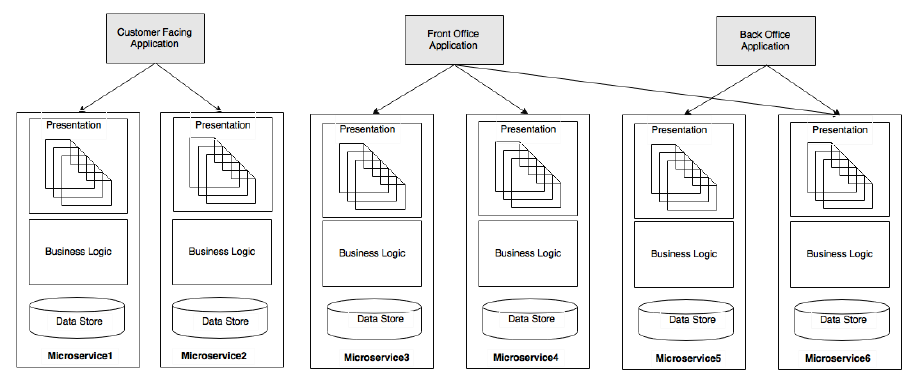 Customer Facing
Application
Front Office
Application
Back Office
Application
Presentation
Business Logic
Data Store
Microservice1
Presentation
Business Logic
Data Store
Microservice2
Presentation
Business Logic
Data Store
Microservice3
Presentation
Business Logic
Data Store
Microservice4
Presentation
Business Logic
Data Store
Microservice5
Presentation
Business Logic
Data Store
Microservice6